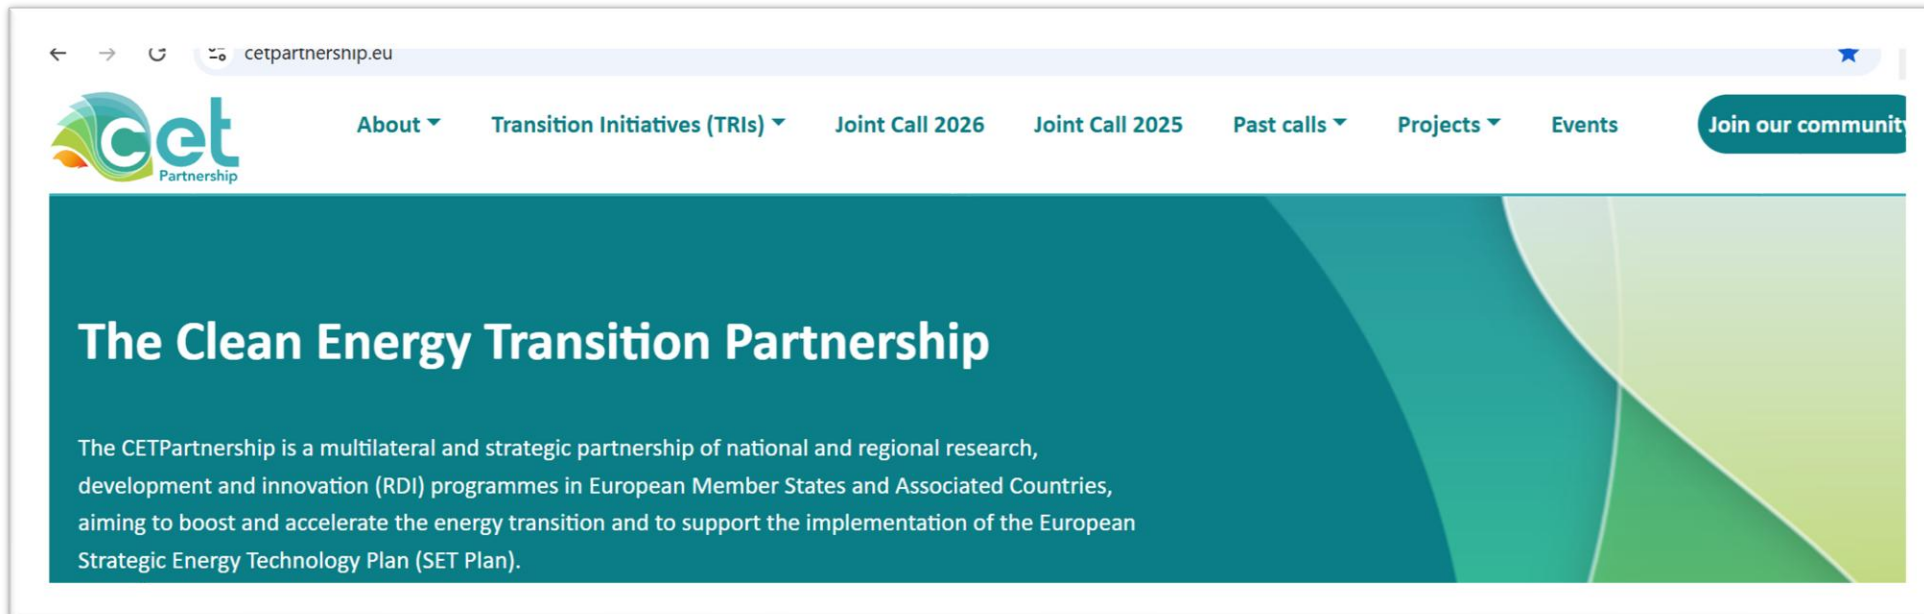 cetpartnership.eu
cet
Partnership
About
Transition Initiatives (TRIs)
Joint Call 2026
Joint Call 2025
Past calls
Projects
Events
Join our community
The Clean Energy Transition Partnership
The CETPartnership is a multilateral and strategic partnership of national and regional research,
development and innovation (RDI) programmes in European Member States and Associated Countries,
aiming to boost and accelerate the energy transition and to support the implementation of the European
Strategic Energy Technology Plan (SET Plan).